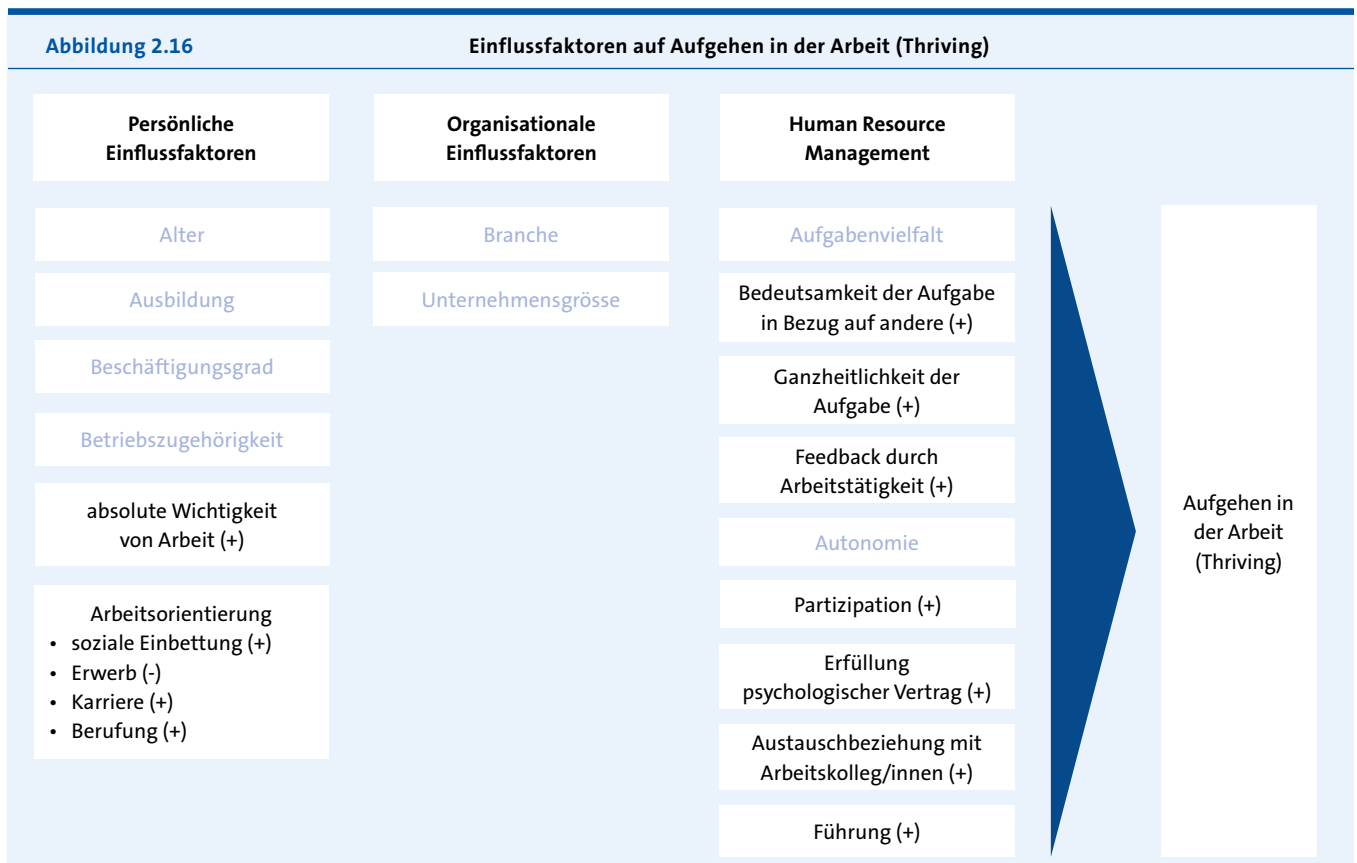 Abbildung 2.16
Einflussfaktoren auf Aufgehen in der Arbeit (Thriving)
Persönliche
Einflussfaktoren
Alter
Ausbildung
Beschäftigungsgrad
Betriebszugehörigkeit
absolute Wichtigkeit
von Arbeit (+)
Arbeitsorientierung
• soziale Einbettung (+)
• Erwerb (-)
• Karriere (+)
• Berufung (+)
Organisationale
Einflussfaktoren
Branche
Unternehmensgrösse
Human Resource
Management
Aufgabenvielfalt
Bedeutsamkeit der Aufgabe
in Bezug auf andere (+)
Ganzheitlichkeit der
Aufgabe (+)
Feedback durch
Arbeitstätigkeit (+)
Autonomie
Partizipation (+)
Erfüllung
psychologischer Vertrag (+)
Austauschbeziehung mit
Arbeitskolleg/innen (+)
Führung (+)
Aufgehen in
der Arbeit
(Thriving)